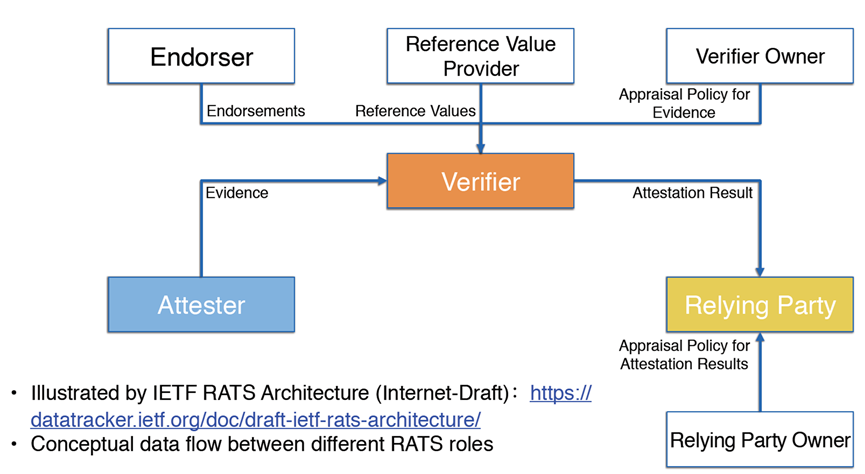 Endorser
Reference Value
Provider
Verifier Owner
Endorsements
Reference Values
Appraisal Policy for
Evidence
Verifier
Evidence
Attestation Result
Attester
Relying Party
Appraisal Policy for
Attestation Results
• Illustrated by IETF RATS Architecture (Internet-Draft)： https://
datatracker.ietf.org/doc/draft-ietf-rats-architecture/
• Conceptual data flow between different RATS roles
Relying Party Owner